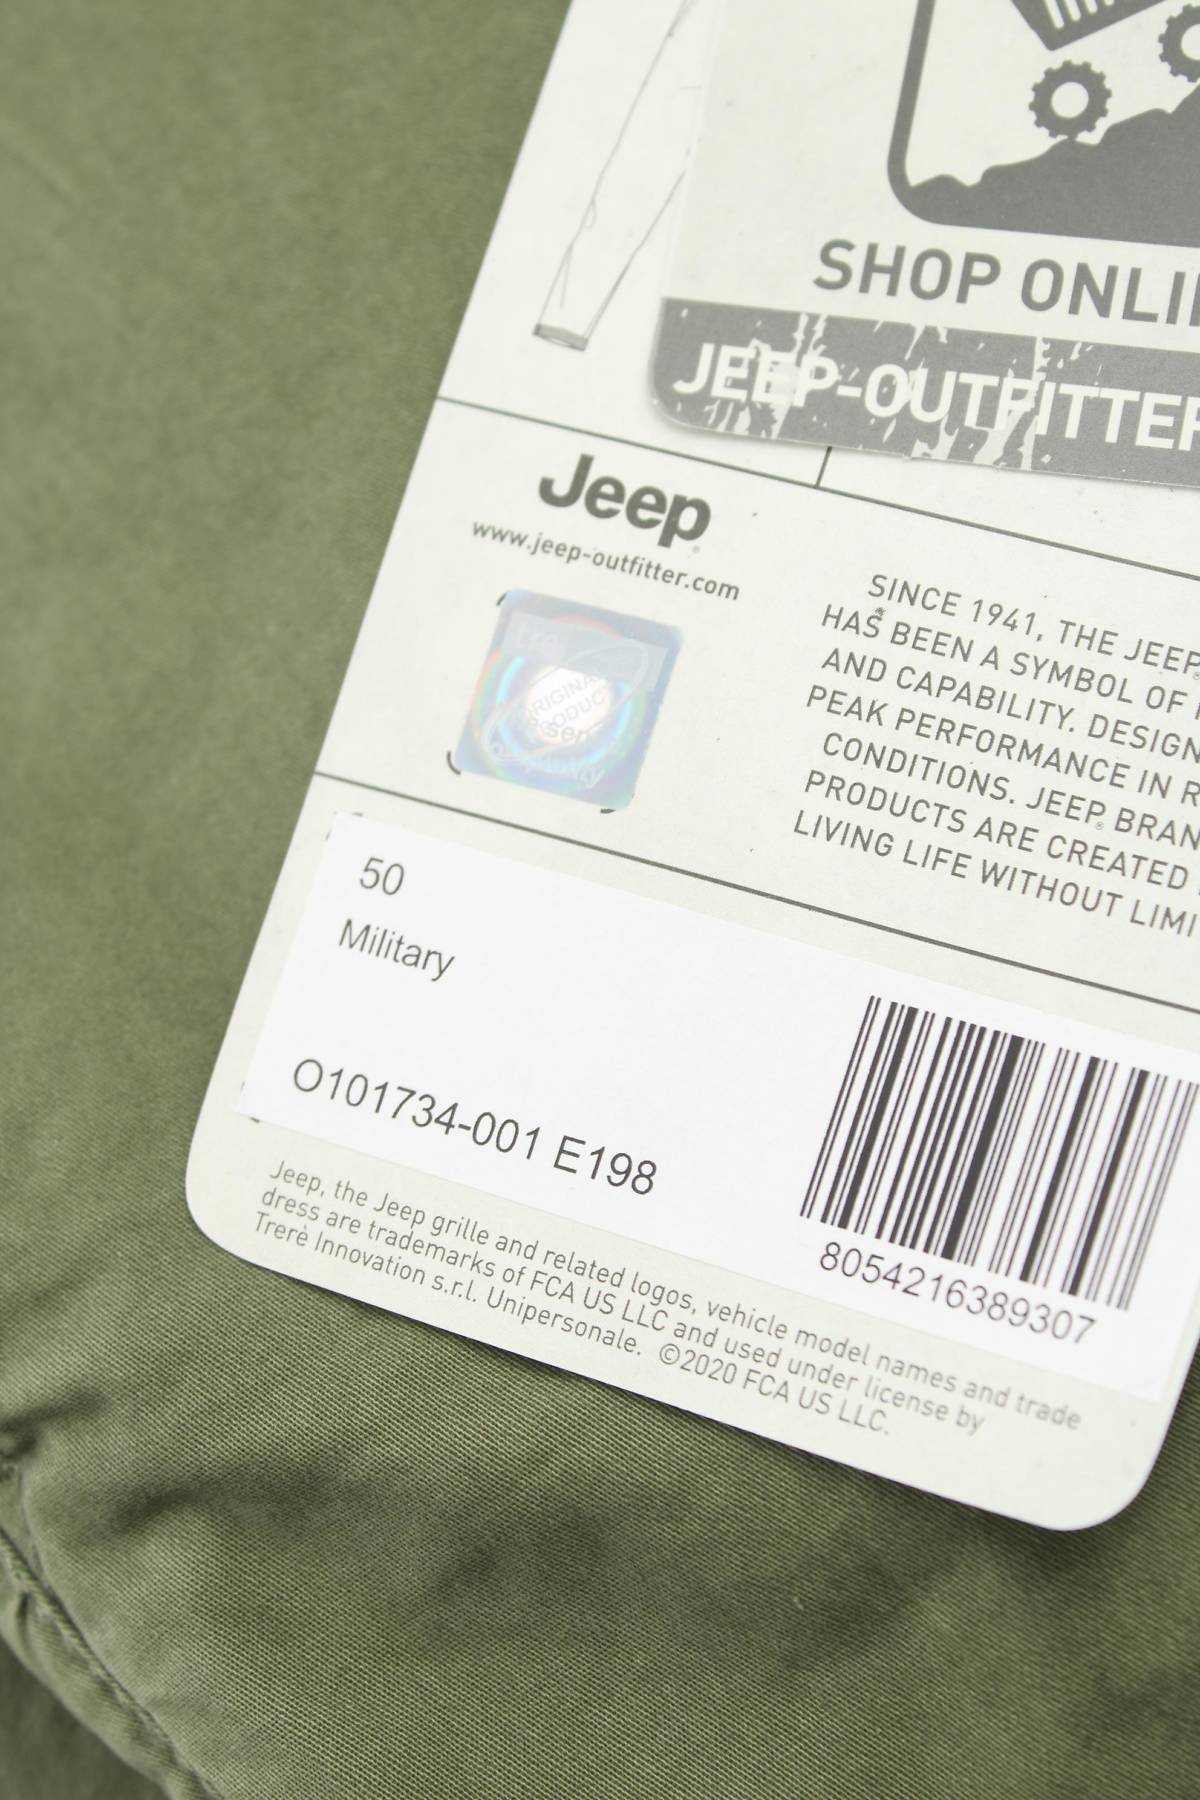 SHOP ONLI
JEEP-OUTFITTER
Jeep
www.jeep-outfitter.com
ORIGINAL
PRODUCT
SINCE 1941, THE JEEP
HAS BEEN A SYMBOL OF
AND CAPABILITY. DESIGN
PEAK PERFORMANCE IN R
CONDITIONS. JEEP® BRAN
PRODUCTS ARE CREATED
LIVING LIFE WITHOUT LIMI
50
Military
O101734-001 E198
8054216389307
Jeep, the Jeep grille and related logos, vehicle model names and trade
dress are trademarks of FCA US LLC and used under license by
Trerè Innovation s.r.l. Unipersonale. ©2020 FCA US LLC.